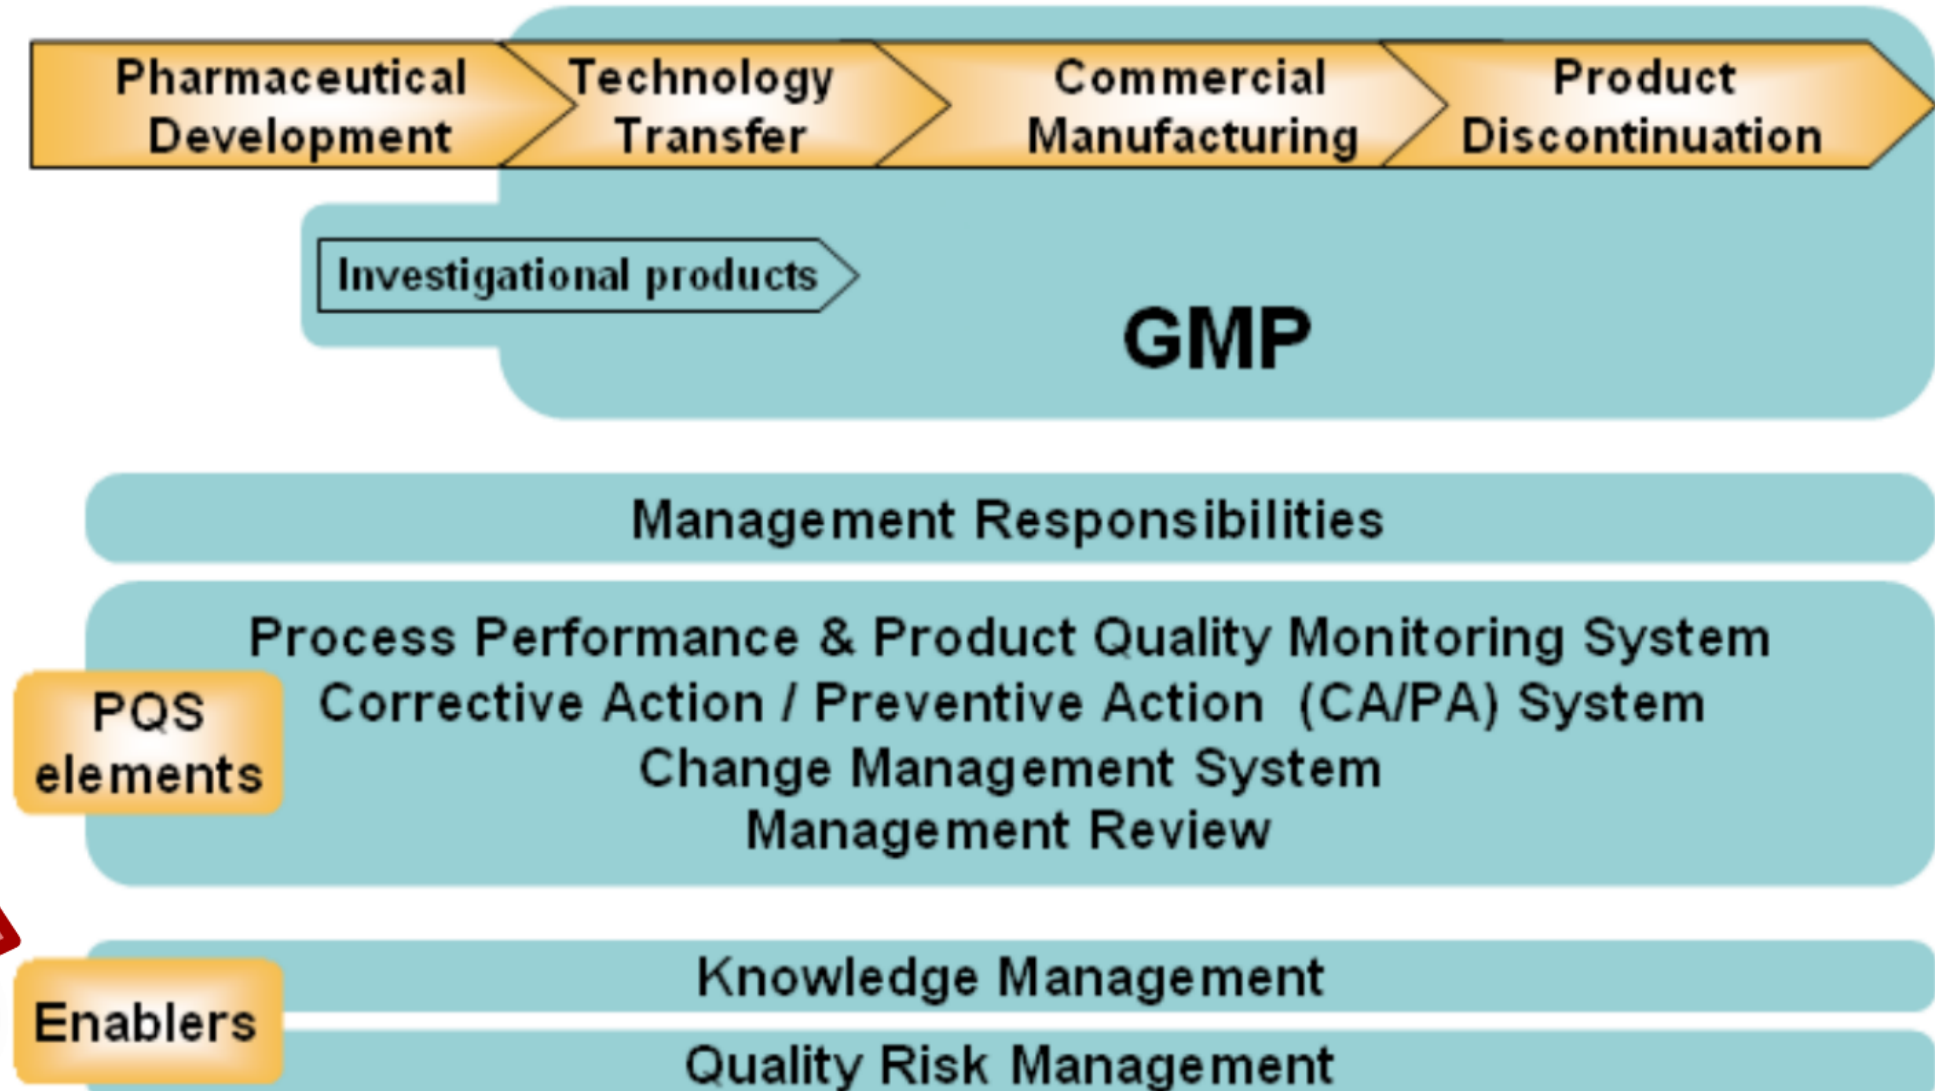 Pharmaceutical
Development
Technology
Transfer
Commercial
Manufacturing
Product
Discontinuation
Investigational products
GMP
Management Responsibilities
PQS
elements
Process Performance & Product Quality Monitoring System
Corrective Action / Preventive Action (CA/PA) System
Change Management System
Management Review
Enablers
Knowledge Management
Quality Risk Management